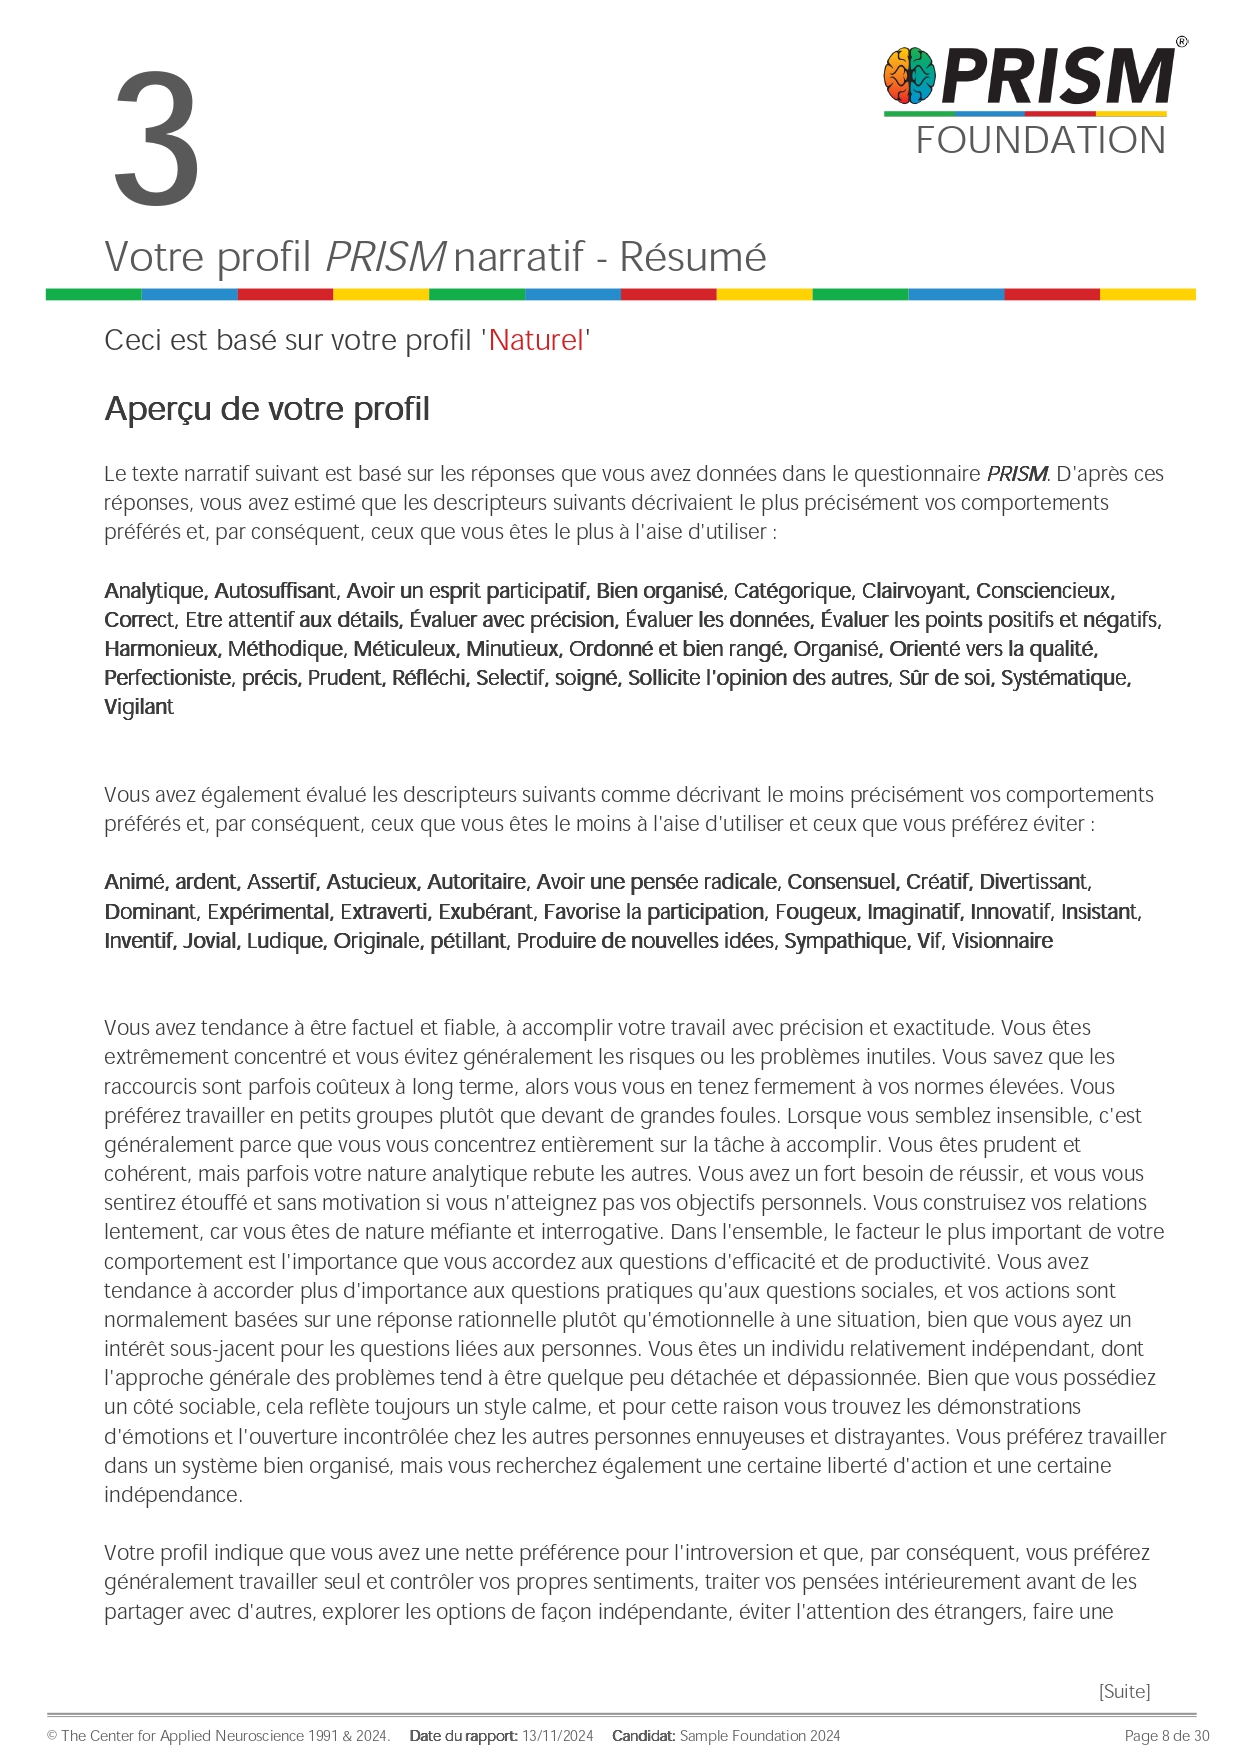 3
PRISM®
FOUNDATION
Votre profil PRISM narratif - Résumé
Ceci est basé sur votre profil 'Naturel'
Aperçu de votre profil
Le texte narratif suivant est basé sur les réponses que vous avez données dans le questionnaire PRISM. D'après ces
réponses, vous avez estimé que les descripteurs suivants décrivaient le plus précisément vos comportements
préférés et, par conséquent, ceux que vous êtes le plus à l'aise d'utiliser :
Analytique, Autosuffisant, Avoir un esprit participatif, Bien organisé, Catégorique, Clairvoyant, Consciencieux,
Correct, Etre attentif aux détails, Évaluer avec précision, Évaluer les données, Évaluer les points positifs et négatifs,
Harmonieux, Méthodique, Méticuleux, Minutieux, Ordonné et bien rangé, Organisé, Orienté vers la qualité,
Perfectioniste, précis, Prudent, Réfléchi, Selectif, soigné, Sollicite l'opinion des autres, Sûr de soi, Systématique,
Vigilant
Vous avez également évalué les descripteurs suivants comme décrivant le moins précisément vos comportements
préférés et, par conséquent, ceux que vous êtes le moins à l'aise d'utiliser et ceux que vous préférez éviter :
Animé, ardent, Assertif, Astucieux, Autoritaire, Avoir une pensée radicale, Consensuel, Créatif, Divertissant,
Dominant, Expérimental, Extraverti, Exubérant, Favorise la participation, Fougeux, Imaginatif, Innovatif, Insistant,
Inventif, Jovial, Ludique, Originale, pétillant, Produire de nouvelles idées, Sympathique, Vif, Visionnaire
Vous avez tendance à être factuel et fiable, à accomplir votre travail avec précision et exactitude. Vous êtes
extrêmement concentré et vous évitez généralement les risques ou les problèmes inutiles. Vous savez que les
raccourcis sont parfois coûteux à long terme, alors vous vous en tenez fermement à vos normes élevées. Vous
préférez travailler en petits groupes plutôt que devant de grandes foules. Lorsque vous semblez insensible, c'est
généralement parce que vous vous concentrez entièrement sur la tâche à accomplir. Vous êtes prudent et
cohérent, mais parfois votre nature analytique rebute les autres. Vous avez un fort besoin de réussir, et vous vous
sentirez étouffé et sans motivation si vous n'atteignez pas vos objectifs personnels. Vous construisez vos relations
lentement, car vous êtes de nature méfiante et interrogative. Dans l'ensemble, le facteur le plus important de votre
comportement est l'importance que vous accordez aux questions d'efficacité et de productivité. Vous avez
tendance à accorder plus d'importance aux questions pratiques qu'aux questions sociales, et vos actions sont
normalement basées sur une réponse rationnelle plutôt qu'émotionnelle à une situation, bien que vous ayez un
intérêt sous-jacent pour les questions liées aux personnes. Vous êtes un individu relativement indépendant, dont
l'approche générale des problèmes tend à être quelque peu détachée et dépassionnée. Bien que vous possédiez
un côté sociable, cela reflète toujours un style calme, et pour cette raison vous trouvez les démonstrations
d'émotions et l'ouverture incontrôlée chez les autres personnes ennuyeuses et distrayantes. Vous préférez travailler
dans un système bien organisé, mais vous recherchez également une certaine liberté d'action et une certaine
indépendance.
Votre profil indique que vous avez une nette préférence pour l'introversion et que, par conséquent, vous préférez
généralement travailler seul et contrôler vos propres sentiments, traiter vos pensées intérieurement avant de les
partager avec d'autres, explorer les options de façon indépendante, éviter l'attention des étrangers, faire une
[Suite]
© The Center for Applied Neuroscience 1991 & 2024. Date du rapport: 13/11/2024 Candidat: Sample Foundation 2024 Page 8 de 30